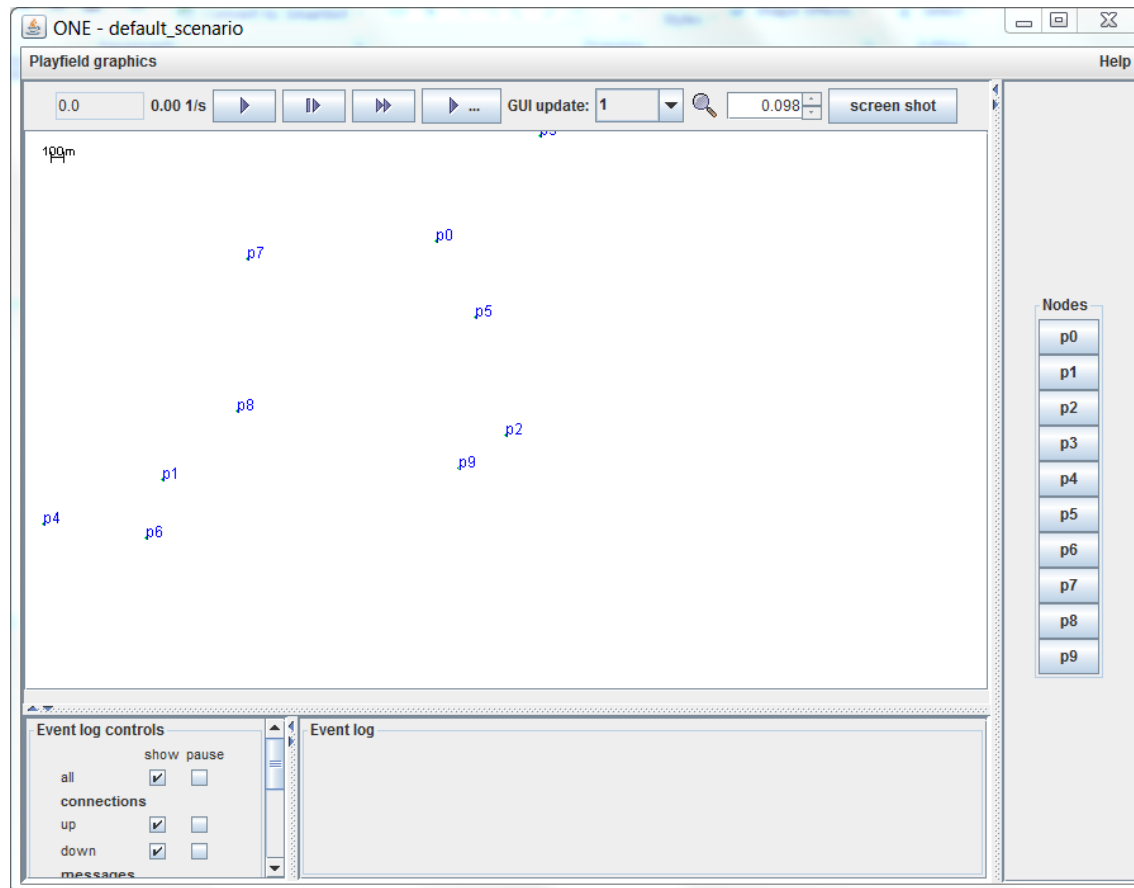 ONE - default_scenario
Playfield graphics Help
0.0 0.00 1/s ... GUI update: 1 0.098 screen shot
100m
p3
p0
p7
p5
p8
p2
p9
p1
p4
p6
Nodes
p0
p1
p2
p3
p4
p5
p6
p7
p8
p9
Event log controls
show pause
all
connections
up
down
messages
Event log